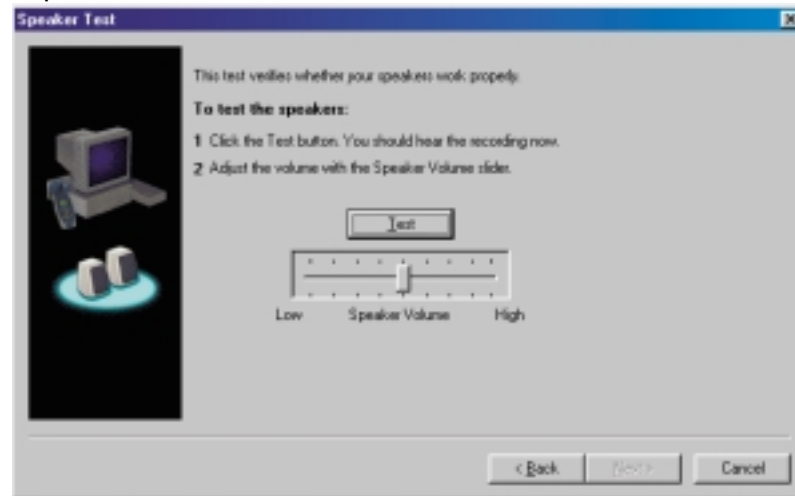 Speaker Test
This test verifies whether your speakers work properly.
To test the speakers:
1 Click the Test button. You should hear the recording now.
2 Adjust the volume with the Speaker Volume slider.
Test
Low Speaker Volume High
< Back Next > Cancel